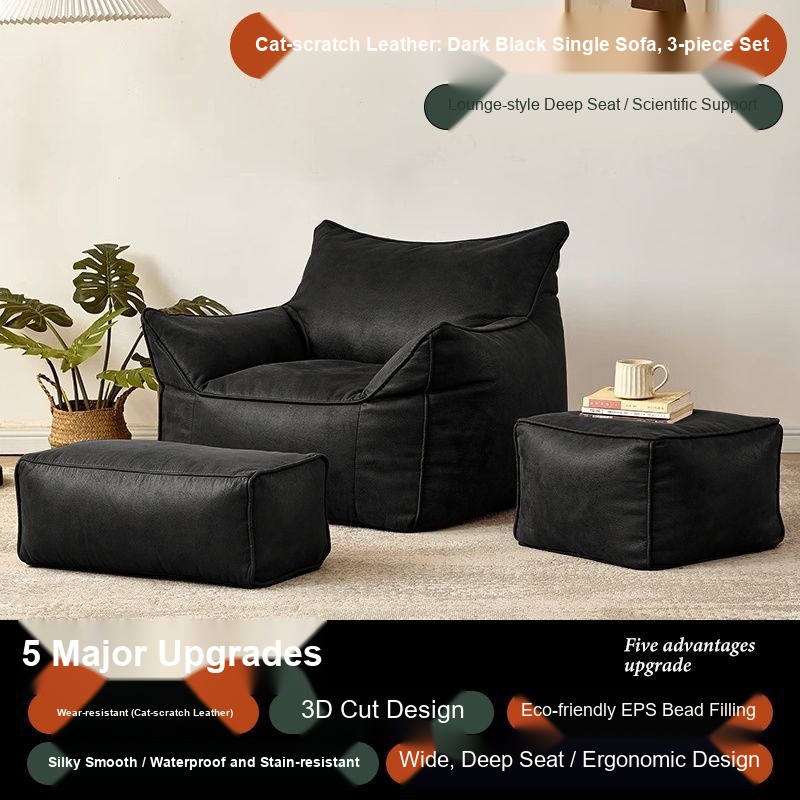 Cat-scratch Leather: Dark Black Single Sofa, 3-piece Set
Lounge-style Deep Seat / Scientific Support
5 Major Upgrades
Five advantages
upgrade
Wear-resistant (Cat-scratch Leather)
3D Cut Design
Eco-friendly EPS Bead Filling
Silky Smooth / Waterproof and Stain-resistant
Wide, Deep Seat / Ergonomic Design